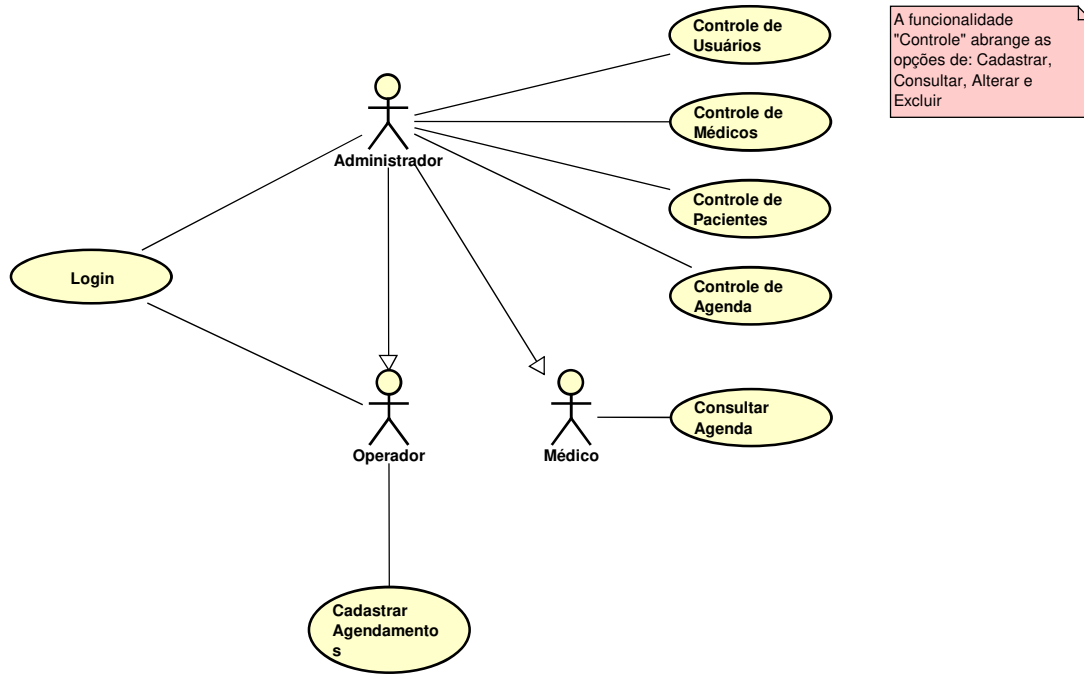 Controle de
Usuários
A funcionalidade
"Controle" abrange as
opções de: Cadastrar,
Consultar, Alterar e
Excluir
Controle de
Médicos
Administrador
Controle de
Pacientes
Login
Controle de
Agenda
Consultar
Agenda
Operador
Médico
Cadastrar
Agendamento
s